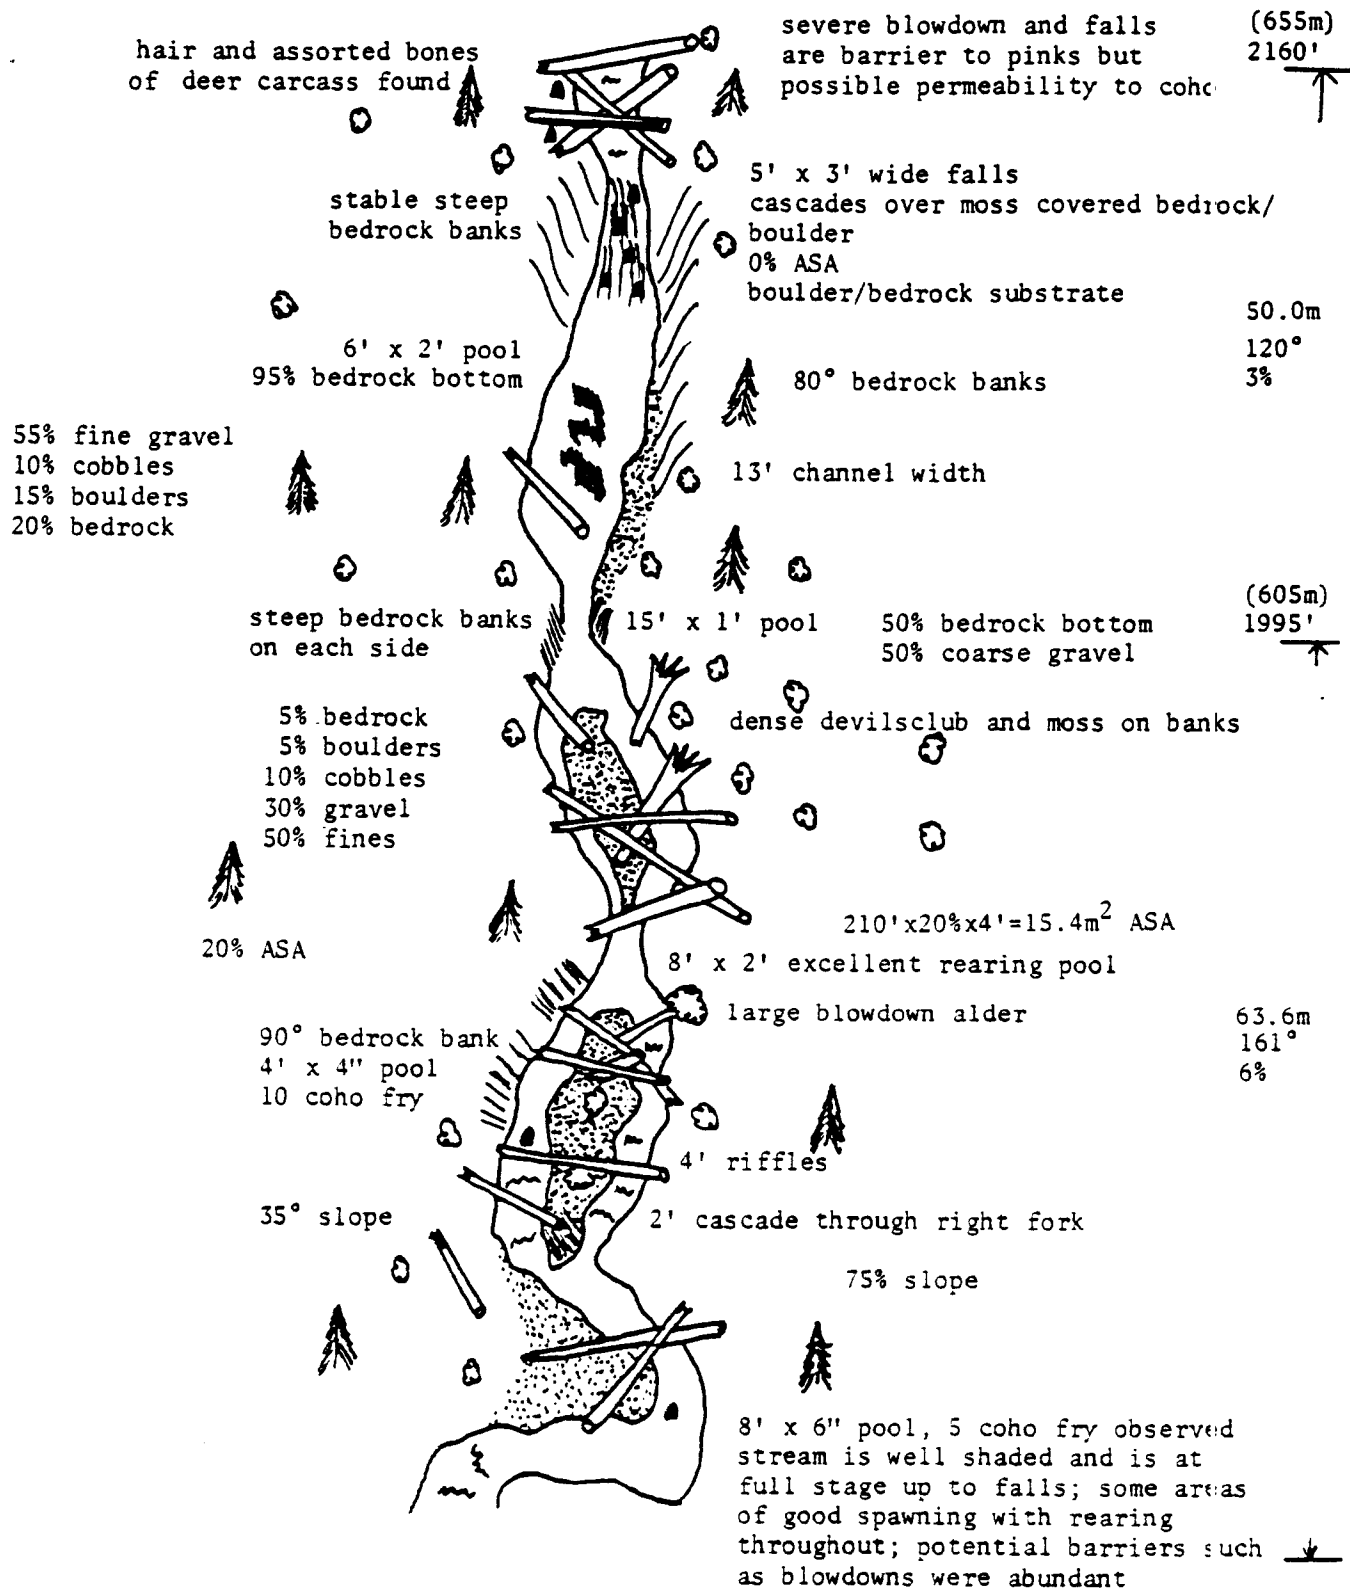 hair and assorted bones
of deer carcass found
severe blowdown and falls
are barrier to pinks but
possible permeability to coho
(655m)
2160'
stable steep
bedrock banks
5' x 3' wide falls
cascades over moss covered bedrock/
boulder
0% ASA
boulder/bedrock substrate
50.0m
120°
3%
6' x 2' pool
95% bedrock bottom
80° bedrock banks
55% fine gravel
10% cobbles
15% boulders
20% bedrock
13' channel width
steep bedrock banks
on each side
15' x 1' pool
50% bedrock bottom
50% coarse gravel
(605m)
1995'
5% bedrock
5% boulders
10% cobbles
30% gravel
50% fines
dense devilsclub and moss on banks
20% ASA
210'x20%x4'=15.4m² ASA
8' x 2' excellent rearing pool
large blowdown alder
63.6m
161°
6%
90° bedrock bank
4' x 4" pool
10 coho fry
4' riffles
35° slope
2' cascade through right fork
75% slope
8' x 6" pool, 5 coho fry observed
stream is well shaded and is at
full stage up to falls; some areas
of good spawning with rearing
throughout; potential barriers such
as blowdowns were abundant